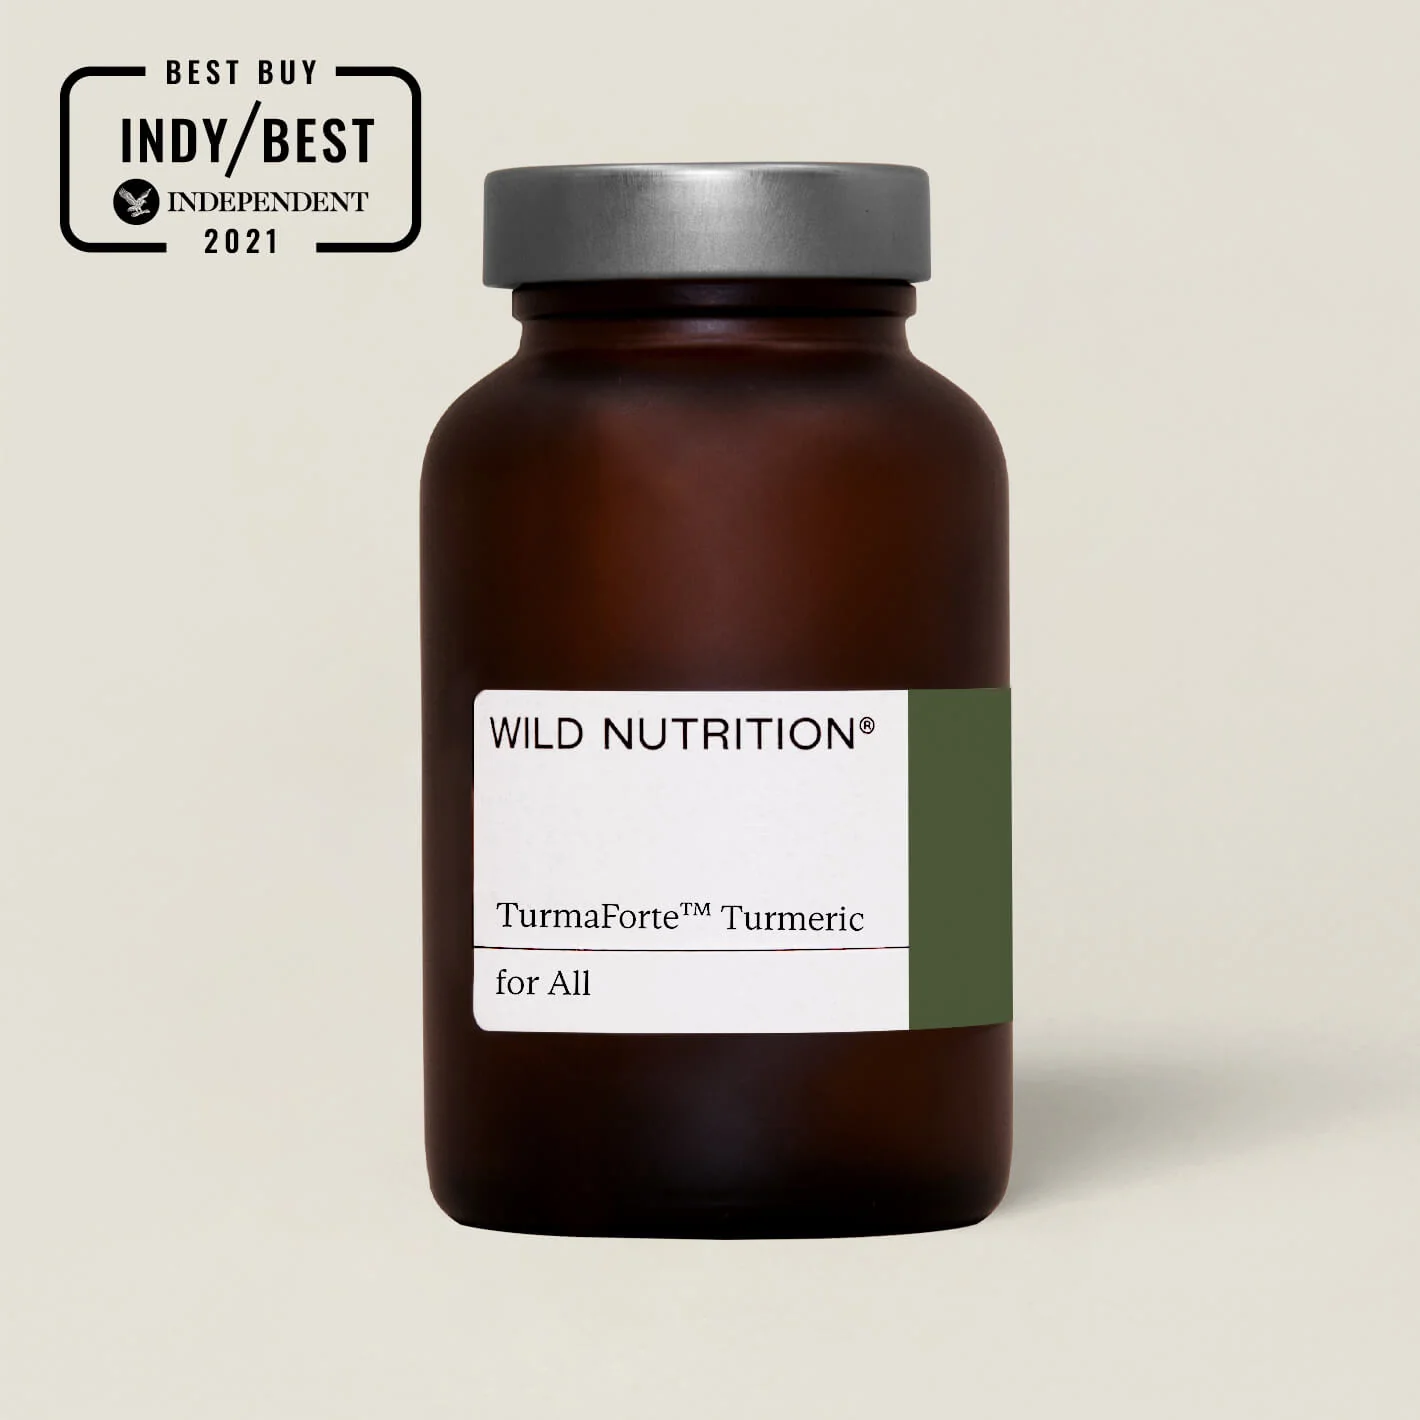 BEST BUY
INDY/BEST
INDEPENDENT
2021
WILD NUTRITION®
TurmaForte™ Turmeric
for All